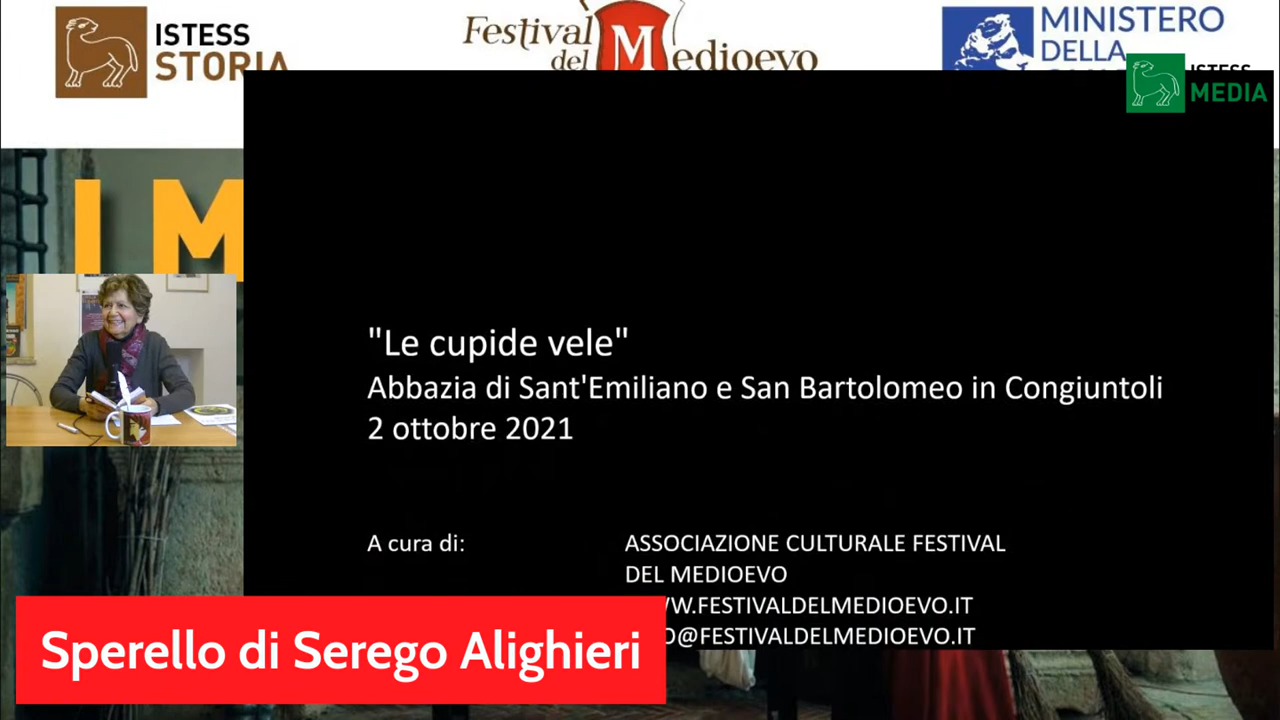 ISTESS
STORIA
Festival
del Medioevo
MINISTERO
DELLA
ISTESS
MEDIA
I M
"Le cupide vele"
Abbazia di Sant'Emiliano e San Bartolomeo in Congiuntoli
2 ottobre 2021
A cura di:
ASSOCIAZIONE CULTURALE FESTIVAL
DEL MEDIOEVO
W.FESTIVALDELMEDIOEVO.IT
O@FESTIVALDELMEDIOEVO.IT
Sperello di Serego Alighieri